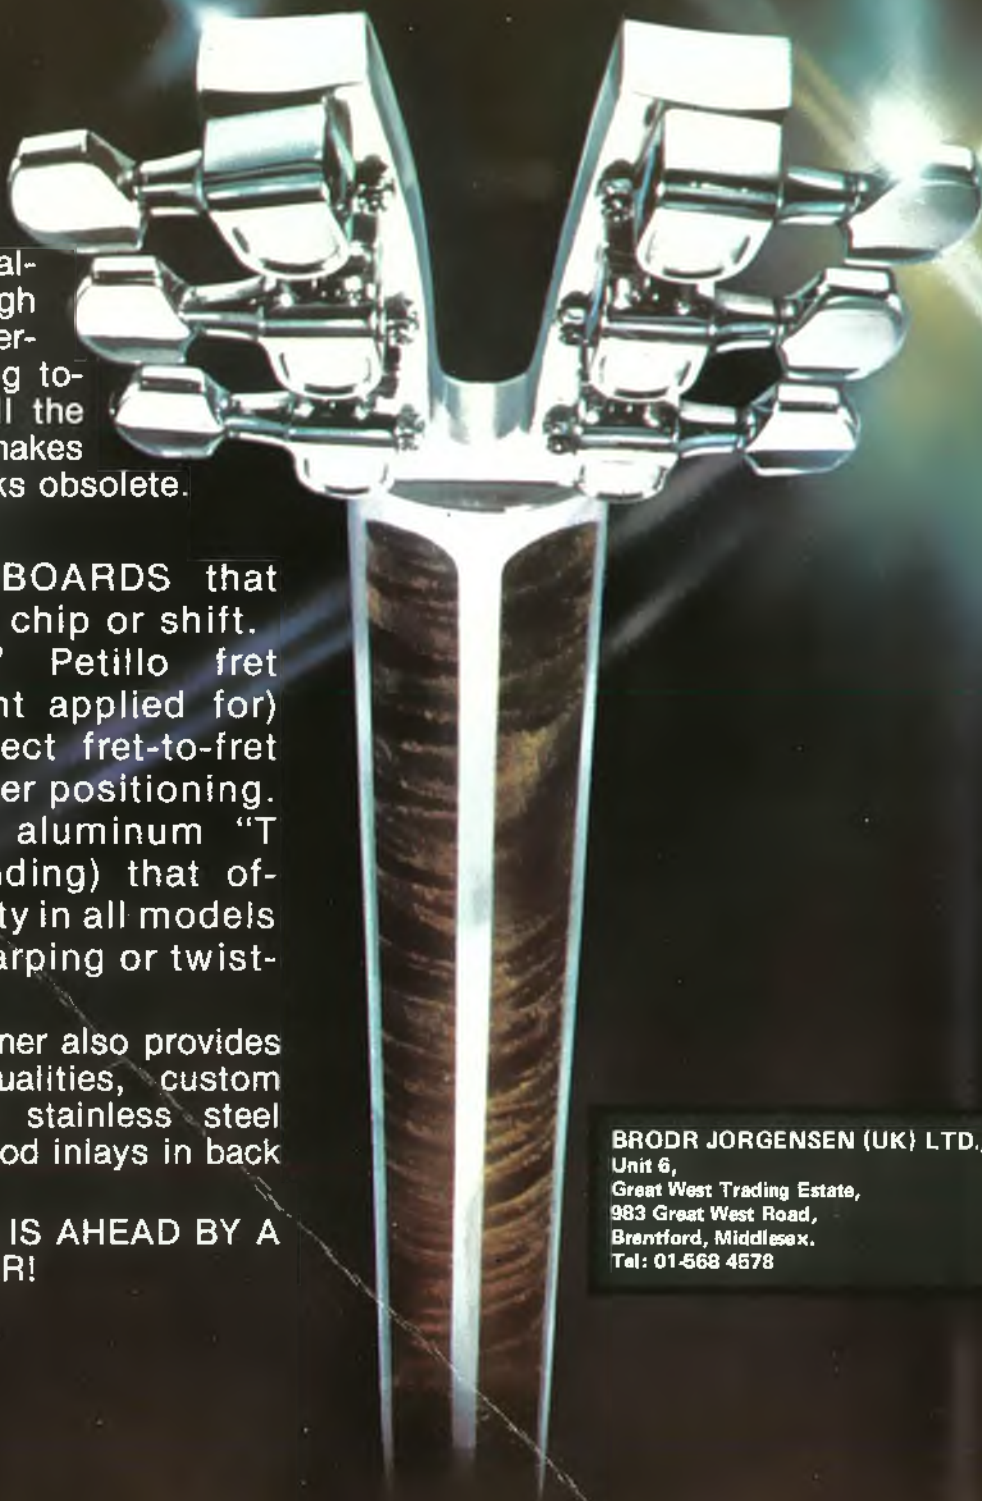 al-
gh
er-
g to-
ll the
nakes
ks obsolete.
BOARDS that
chip or shift.
" Petillo fret
nt applied for)
ect fret-to-fret
er positioning.
aluminum "T
nding) that of-
ty in all models
arping or twist-
ner also provides
ualities, custom
stainless steel
od inlays in back
IS AHEAD BY A
R!
BRODR JORGENSEN (UK) LTD.,
Unit 6,
Great West Trading Estate,
983 Great West Road,
Brentford, Middlesex.
Tel: 01-568 4578